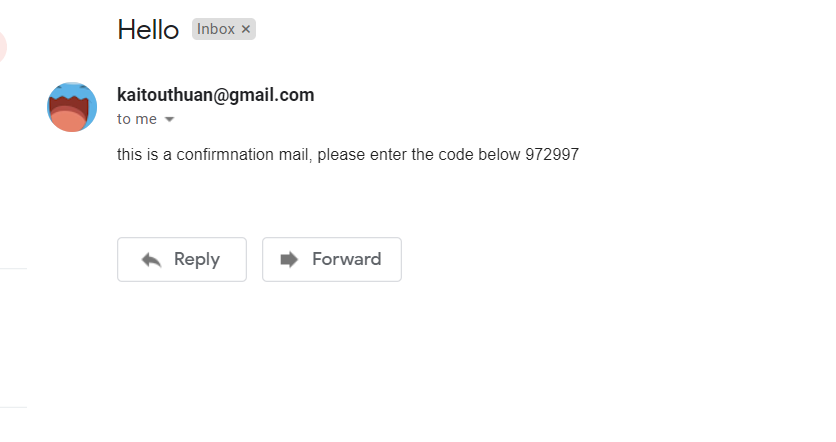 Hello Inbox ×
kaitouthuan@gmail.com
to me
this is a confirmnation mail, please enter the code below 972997
Reply Forward